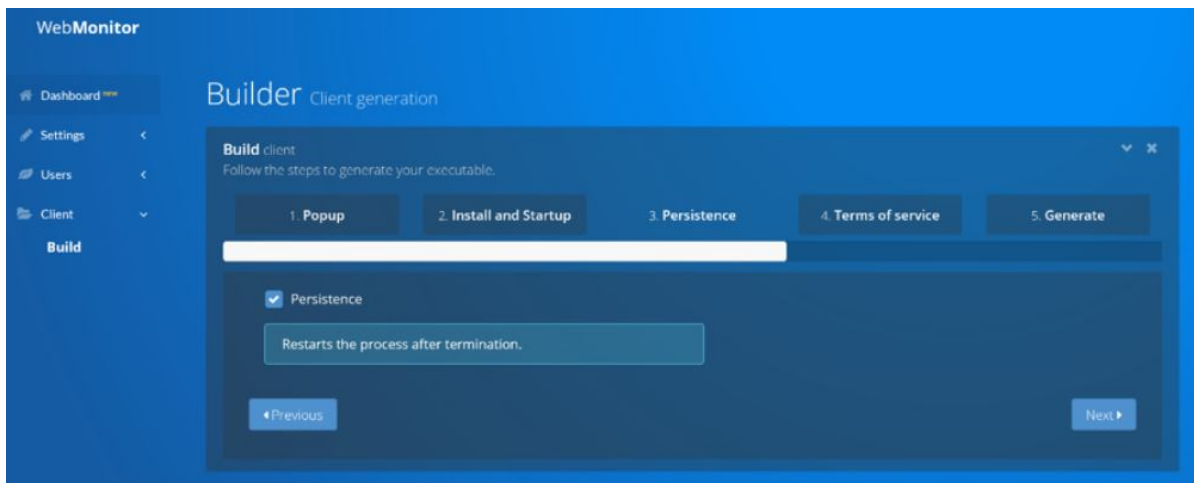 WebMonitor
Dashboard new
Settings
Users
Client
Build
Builder Client generation
Build client
Follow the steps to generate your executable.
1. Popup 2. Install and Startup 3. Persistence 4. Terms of service 5. Generate
Persistence
Restarts the process after termination.
Previous Next